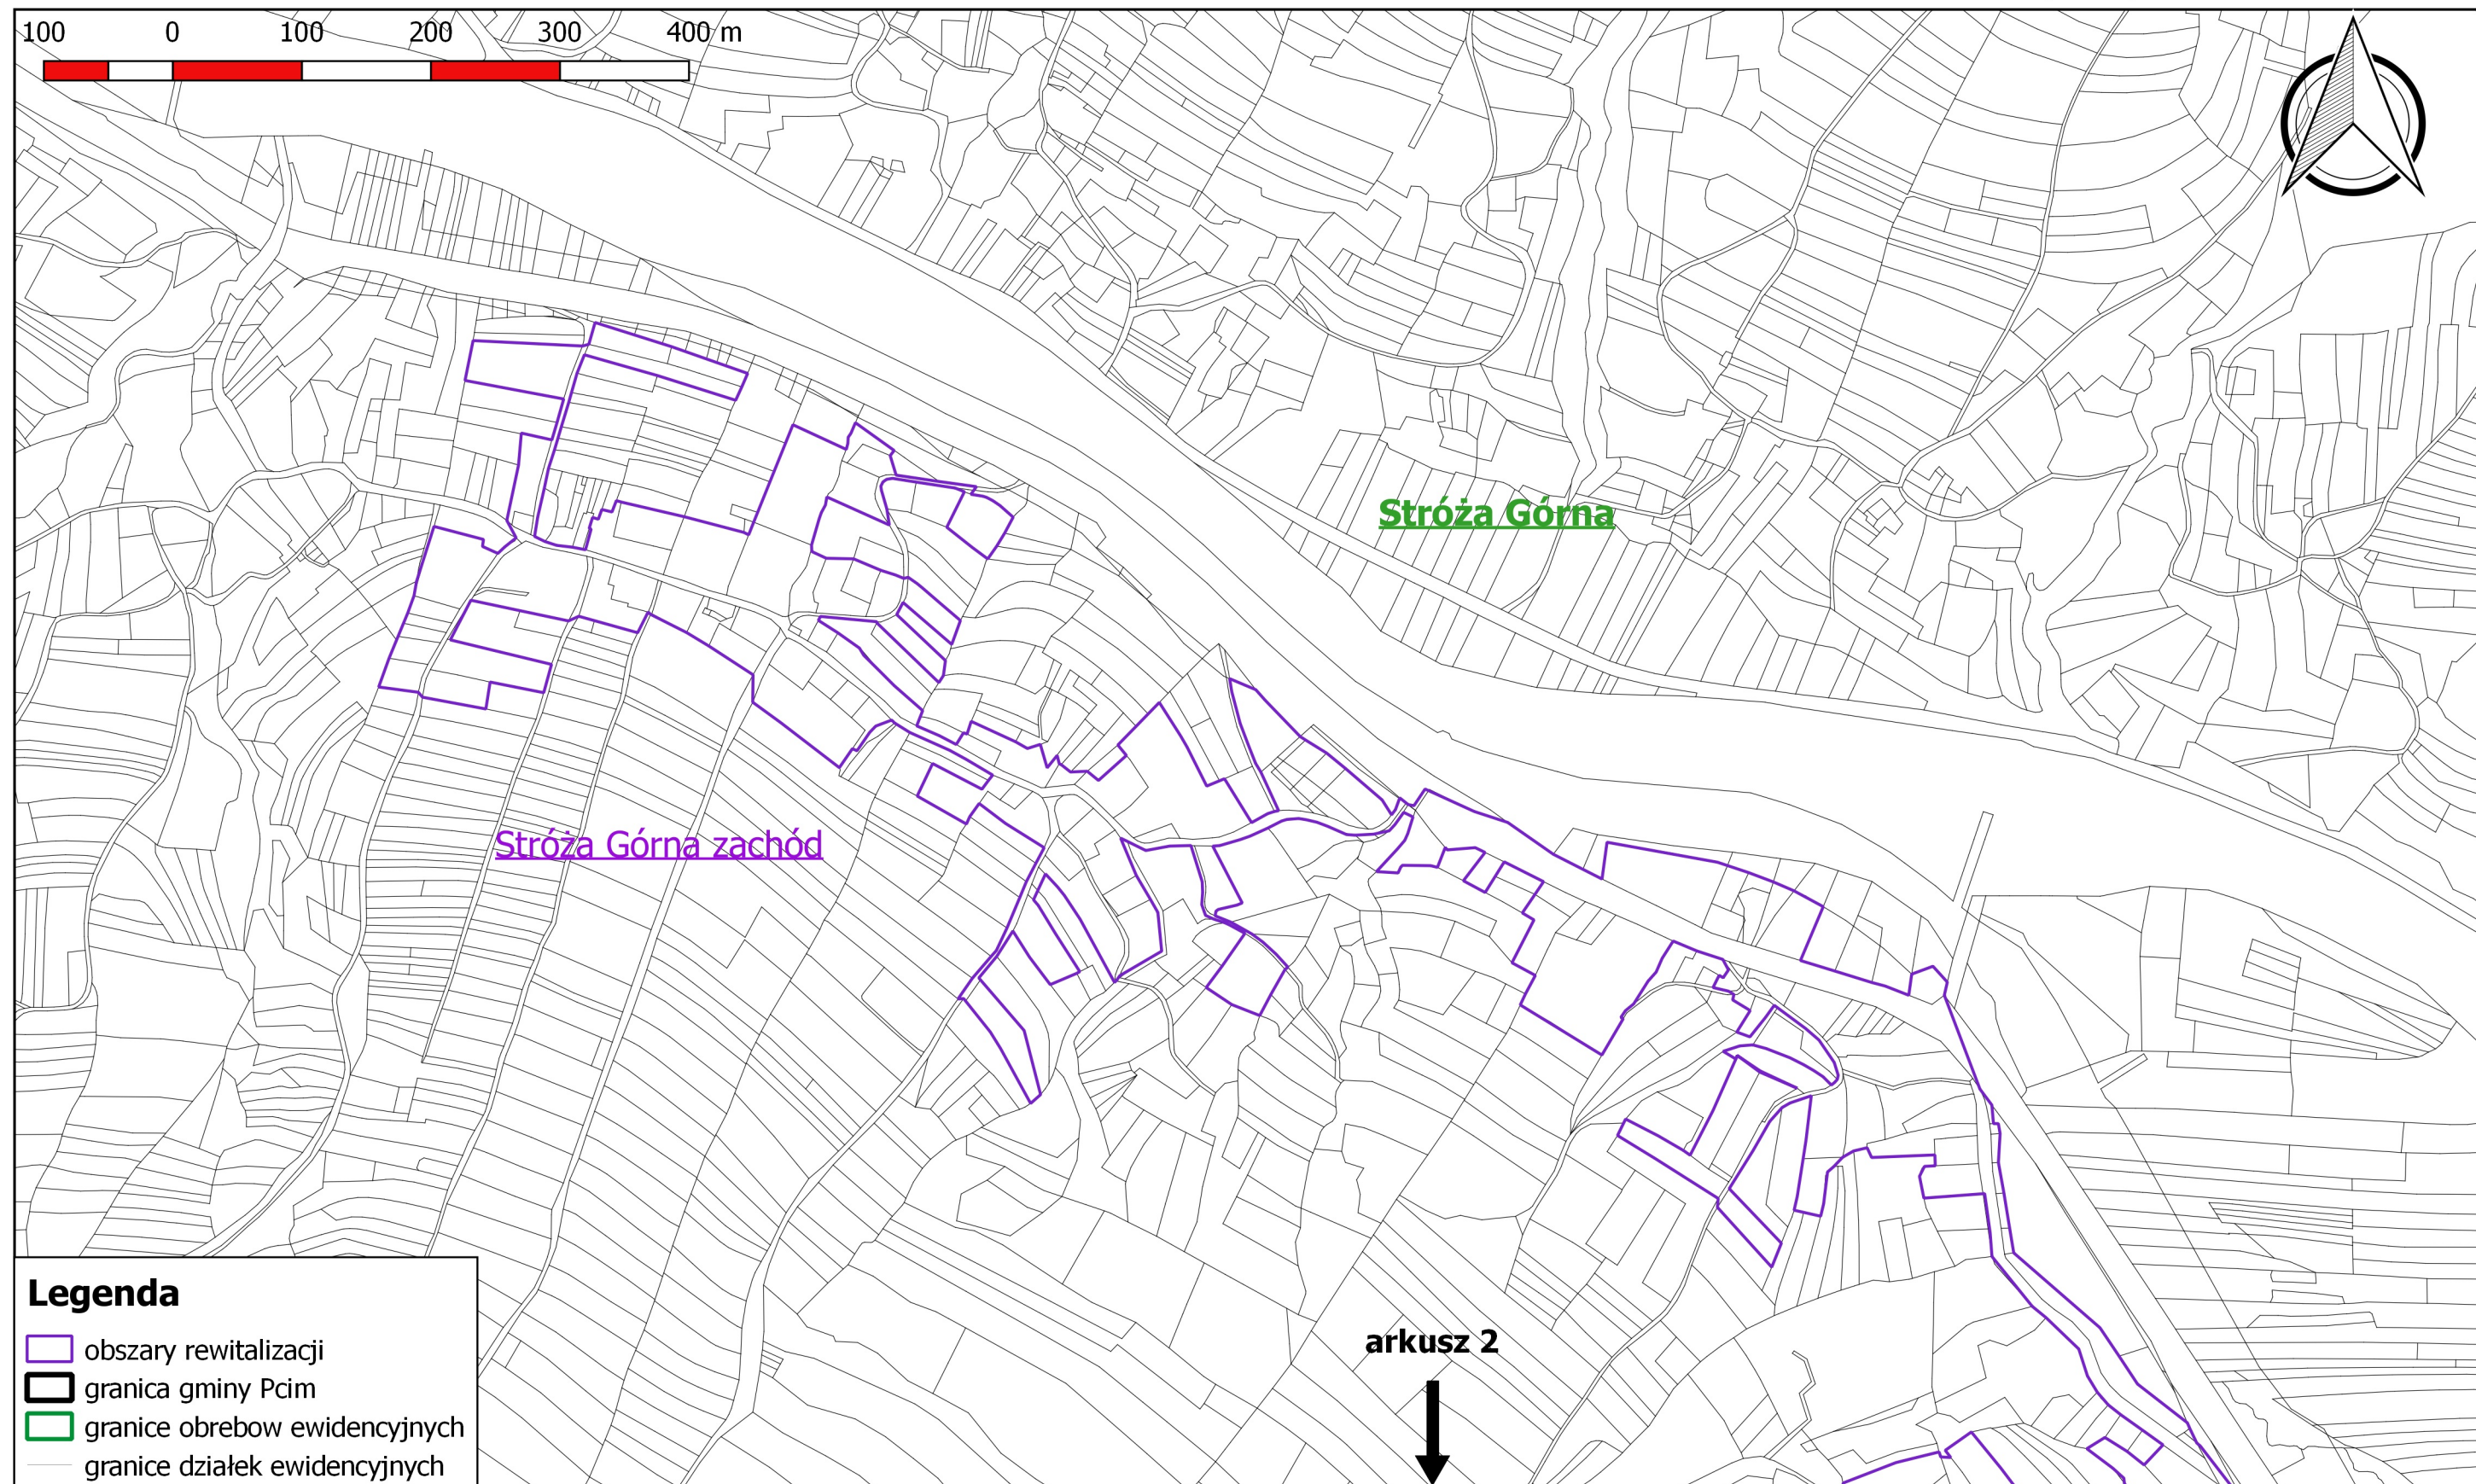 100 0 100 200 300 400 m
Stróża Górna
Stróża Górna zachód
arkusz 2
Legenda
obszary rewitalizacji
granica gminy Pcim
granice obrebow ewidencyjnych
granice działek ewidencyjnych